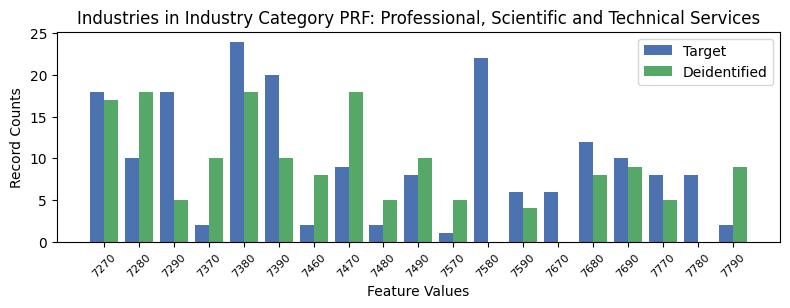 Industries in Industry Category PRF: Professional, Scientific and Technical Services
Target
Deidentified
Record Counts
25
20
15
10
5
0
7270 7280 7290 7370 7380 7390 7460 7470 7480 7490 7570 7580 7590 7670 7680 7690 7770 7780 7790
Feature Values